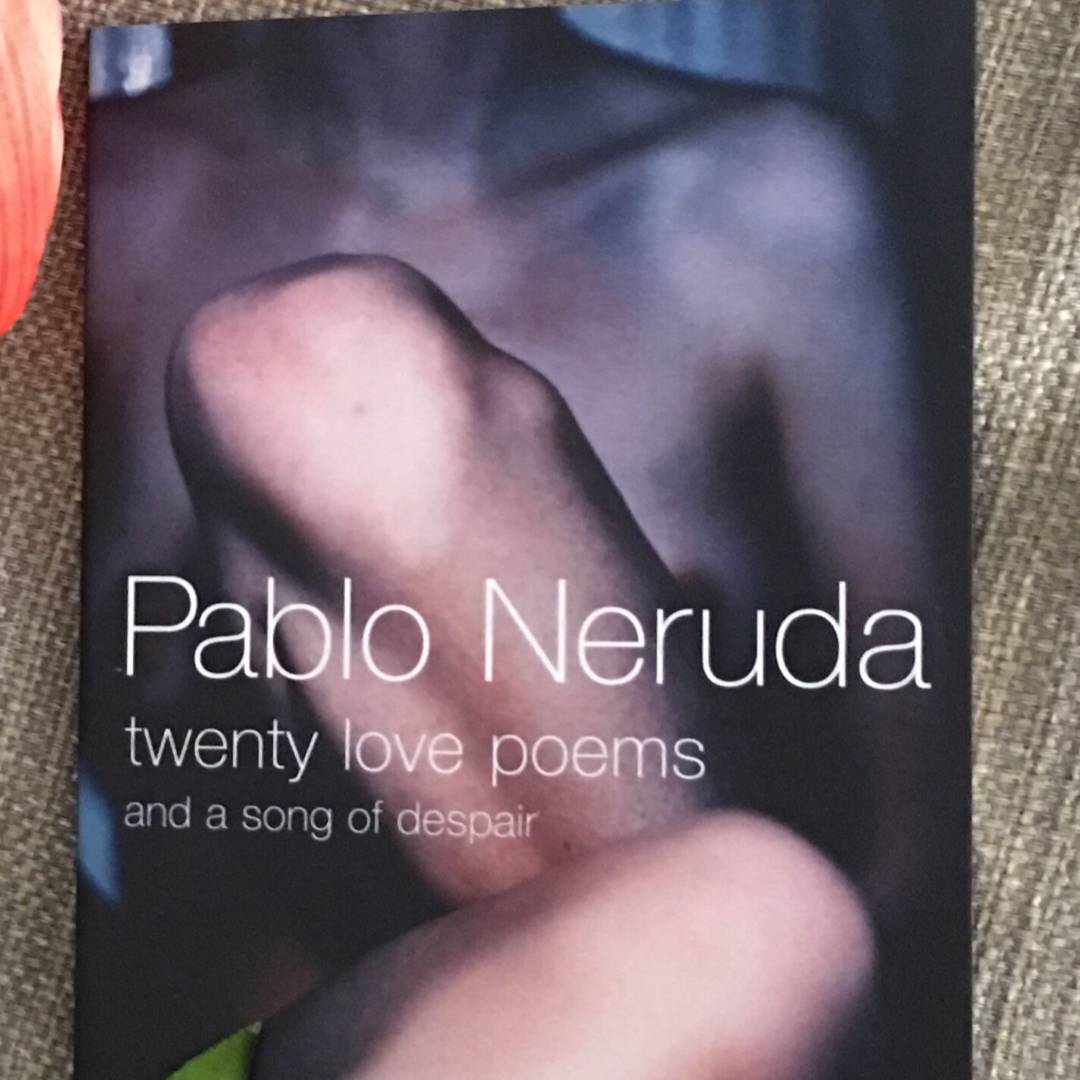 Pablo Neruda
twenty love poems
and a song of despair